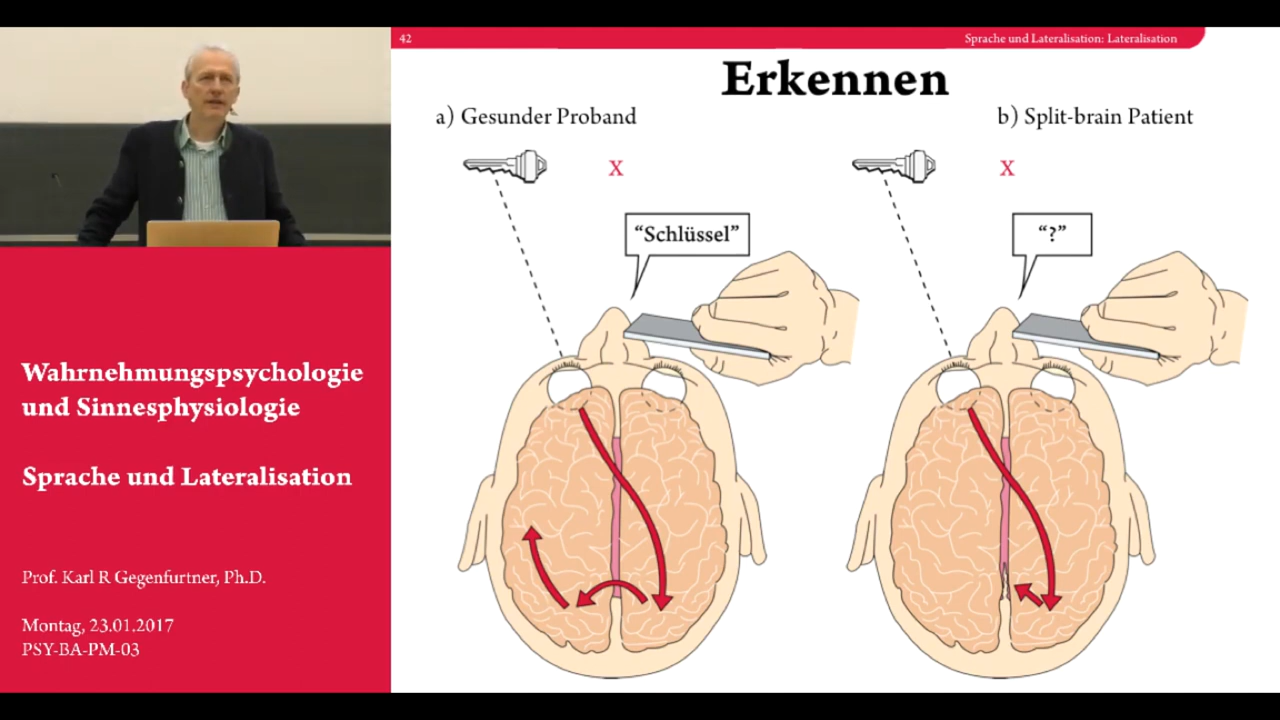 42
Sprache und Lateralisation: Lateralisation
Erkennen
a) Gesunder Proband
b) Split-brain Patient
X
X
“Schlüssel”
“?”
Wahrnehmungspsychologie
und Sinnesphysiologie
Sprache und Lateralisation
Prof. Karl R Gegenfurtner, Ph.D.
Montag, 23.01.2017
PSY-BA-PM-03